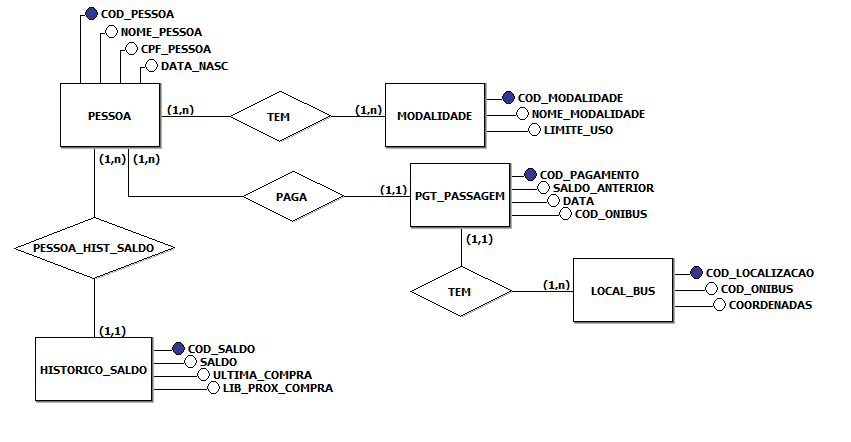 COD_PESSOA
NOME_PESSOA
CPF_PESSOA
DATA_NASC
PESSOA
(1,n)
TEM
(1,n)
MODALIDADE
COD_MODALIDADE
NOME_MODALIDADE
LIMITE_USO
(1,n)
(1,n)
PAGA
(1,1)
PGT_PASSAGEM
COD_PAGAMENTO
SALDO_ANTERIOR
DATA
COD_ONIBUS
PESSOA_HIST_SALDO
(1,1)
TEM
(1,n)
LOCAL_BUS
COD_LOCALIZACAO
COD_ONIBUS
COORDENADAS
(1,1)
HISTORICO_SALDO
COD_SALDO
SALDO
ULTIMA_COMPRA
LIB_PROX_COMPRA